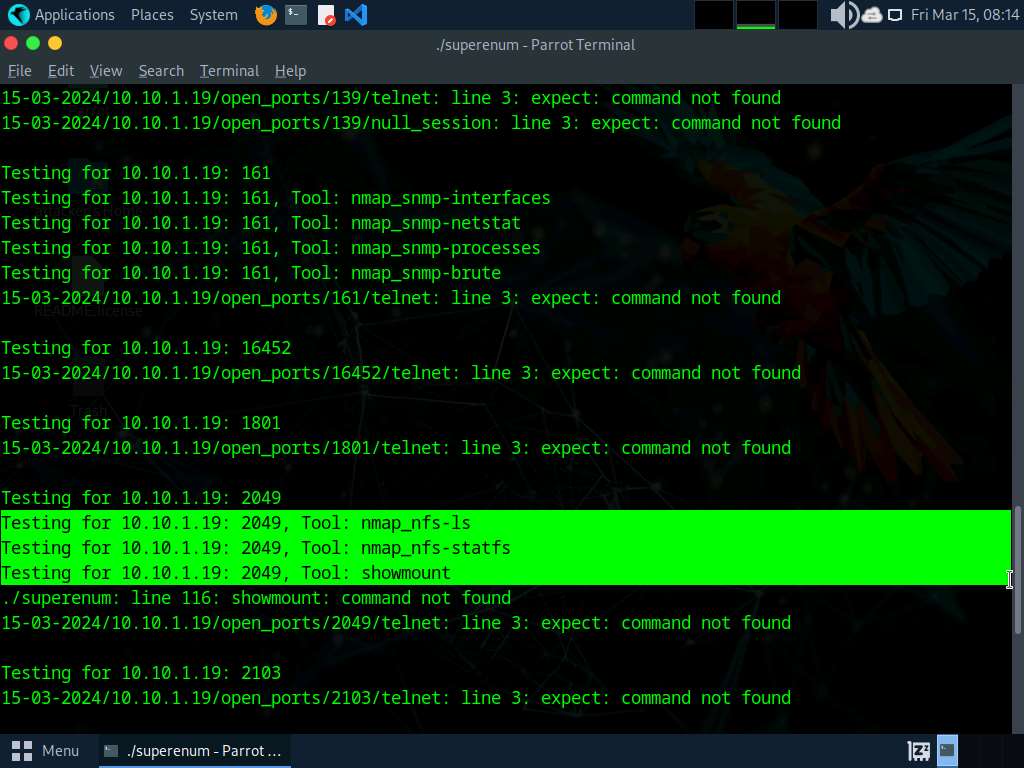 Applications Places System Fri Mar 15, 08:14
./superenum - Parrot Terminal
File Edit View Search Terminal Help
15-03-2024/10.10.1.19/open_ports/139/telnet: line 3: expect: command not found
15-03-2024/10.10.1.19/open_ports/139/null_session: line 3: expect: command not found
Testing for 10.10.1.19: 161
Testing for 10.10.1.19: 161, Tool: nmap_snmp-interfaces
Testing for 10.10.1.19: 161, Tool: nmap_snmp-netstat
Testing for 10.10.1.19: 161, Tool: nmap_snmp-processes
Testing for 10.10.1.19: 161, Tool: nmap_snmp-brute
15-03-2024/10.10.1.19/open_ports/161/telnet: line 3: expect: command not found
README.license
Testing for 10.10.1.19: 16452
15-03-2024/10.10.1.19/open_ports/16452/telnet: line 3: expect: command not found
Trash
Testing for 10.10.1.19: 1801
15-03-2024/10.10.1.19/open_ports/1801/telnet: line 3: expect: command not found
Testing for 10.10.1.19: 2049
Testing for 10.10.1.19: 2049, Tool: nmap_nfs-ls
Testing for 10.10.1.19: 2049, Tool: nmap_nfs-statfs
Testing for 10.10.1.19: 2049, Tool: showmount
./superenum: line 116: showmount: command not found
15-03-2024/10.10.1.19/open_ports/2049/telnet: line 3: expect: command not found
Testing for 10.10.1.19: 2103
15-03-2024/10.10.1.19/open_ports/2103/telnet: line 3: expect: command not found
Menu ./superenum - Parrot ...